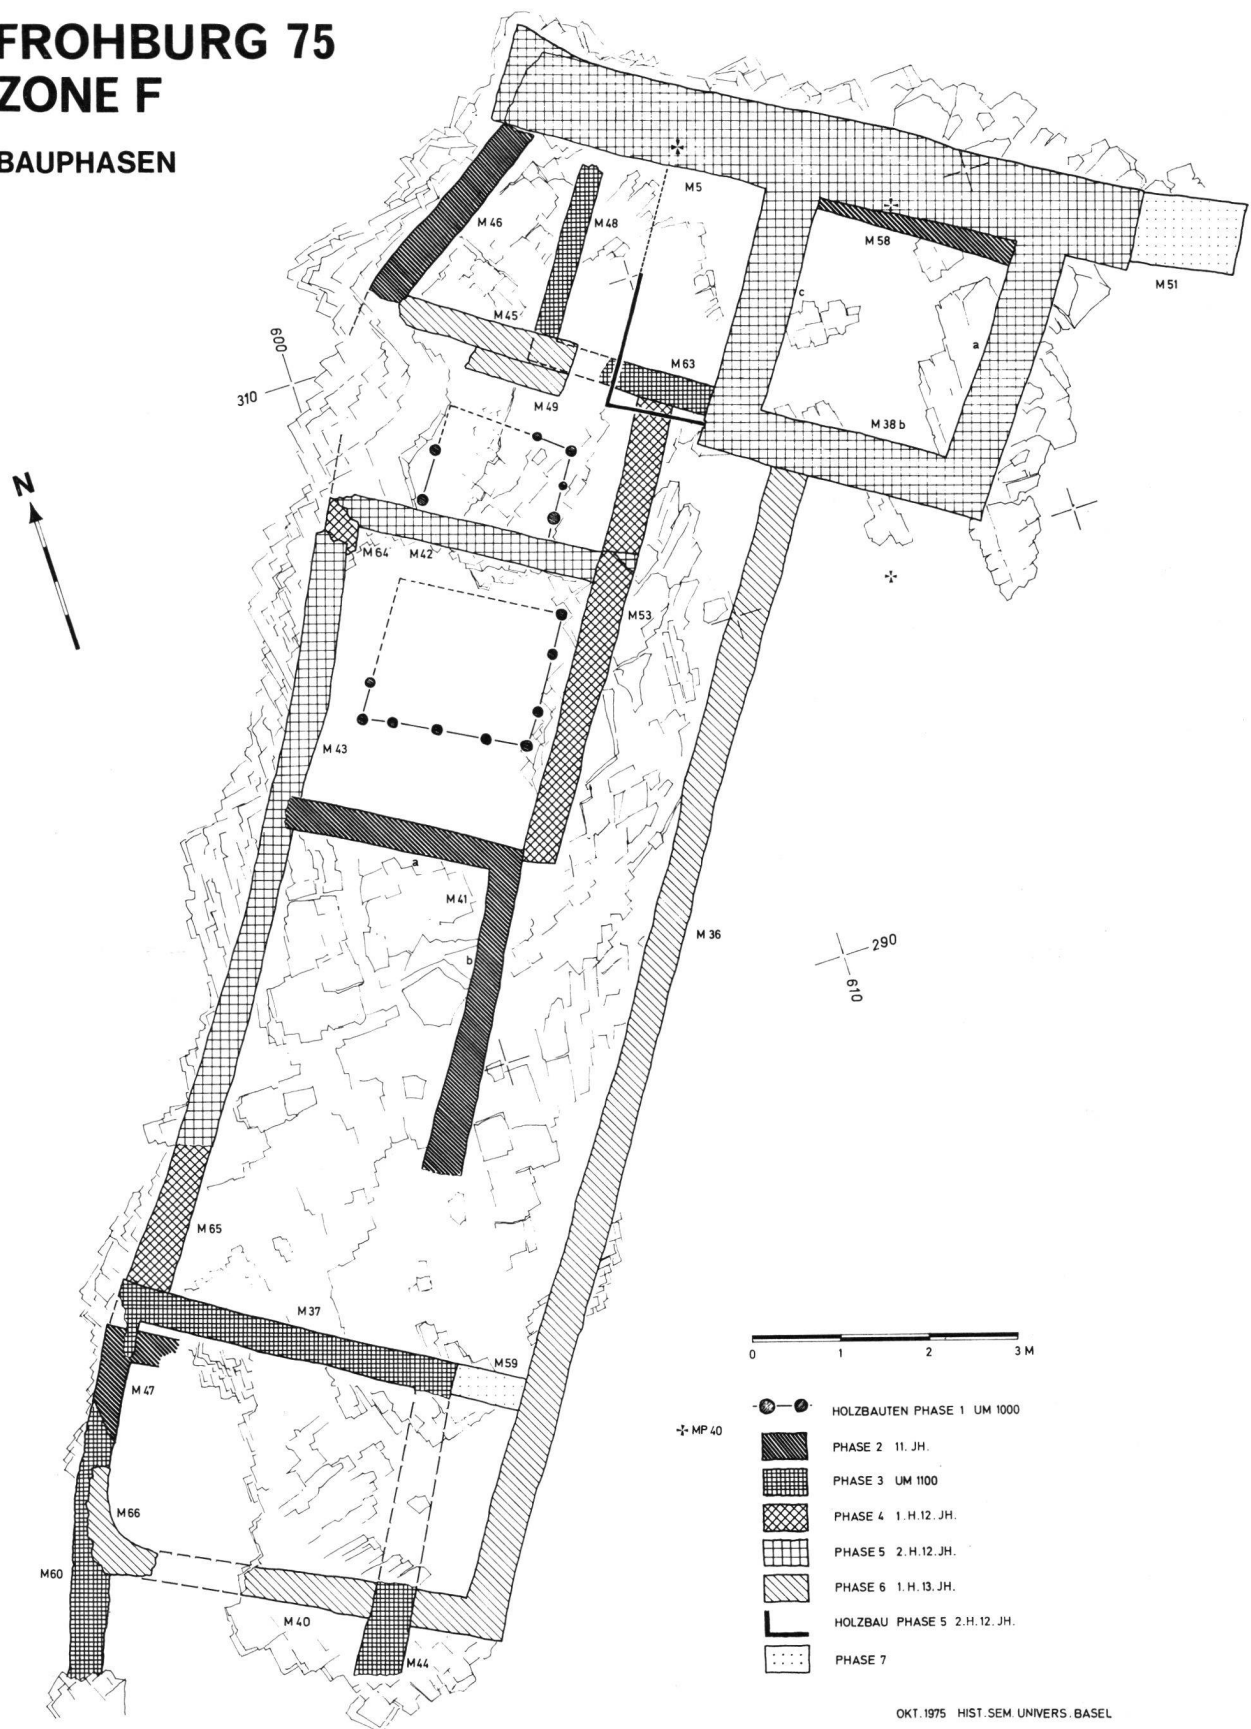 FROHBURG 75
ZONE F
BAUPHASEN
M 5
M 46
M 48
M 58
M 51
c
a
M 45
M 63
600
310
M 49
M 38 b
N
M 64
M 42
M 53
M 43
a
M 41
b
M 36
290
610
M 65
M 37
M 59
M 47
M 66
M 60
M 40
M 44
0 1 2 3 M
MP 40
HOLZBAUTEN PHASE 1 UM 1000
PHASE 2 11. JH.
PHASE 3 UM 1100
PHASE 4 1.H.12.JH.
PHASE 5 2.H.12.JH.
PHASE 6 1.H.13.JH.
HOLZBAU PHASE 5 2.H.12.JH.
PHASE 7
OKT. 1975 HIST. SEM. UNIVERS. BASEL